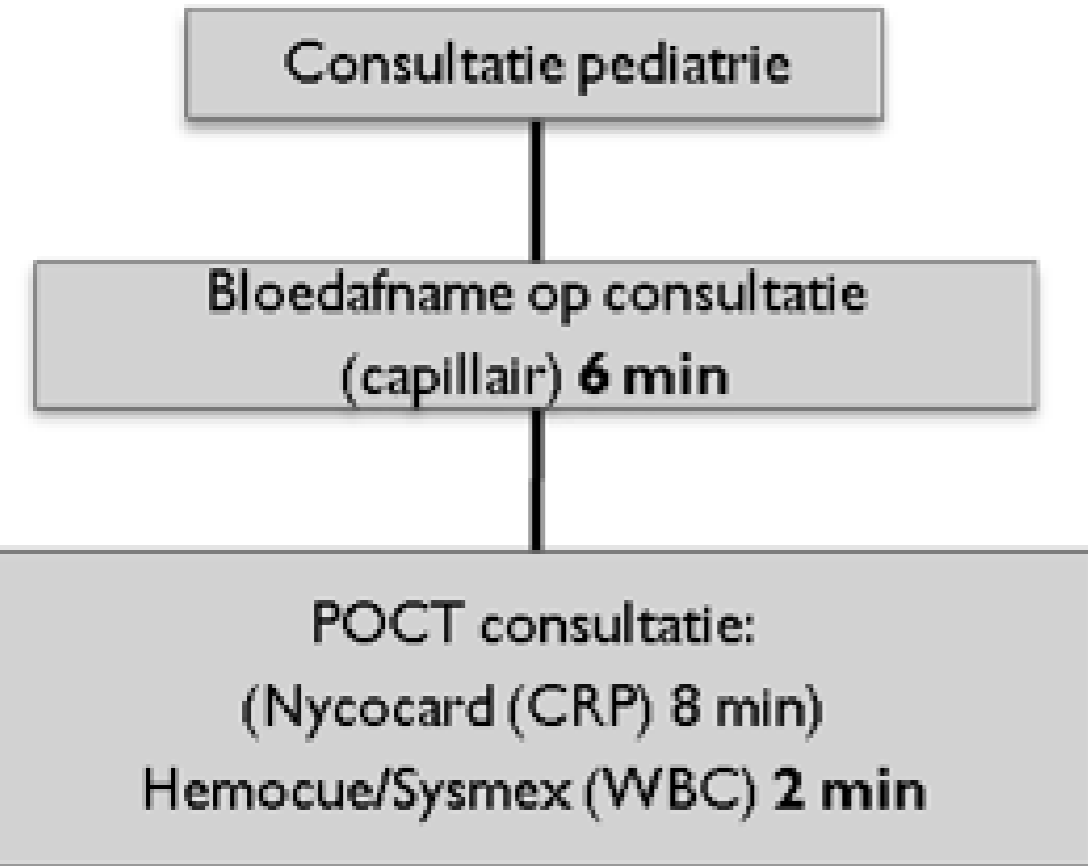 Consultatie pediatrie
Bloedafname op consultatie
(capillair) 6 min
POCT consultatie:
(Nycocard (CRP) 8 min)
Hemocue/Sysmex (WBC) 2 min